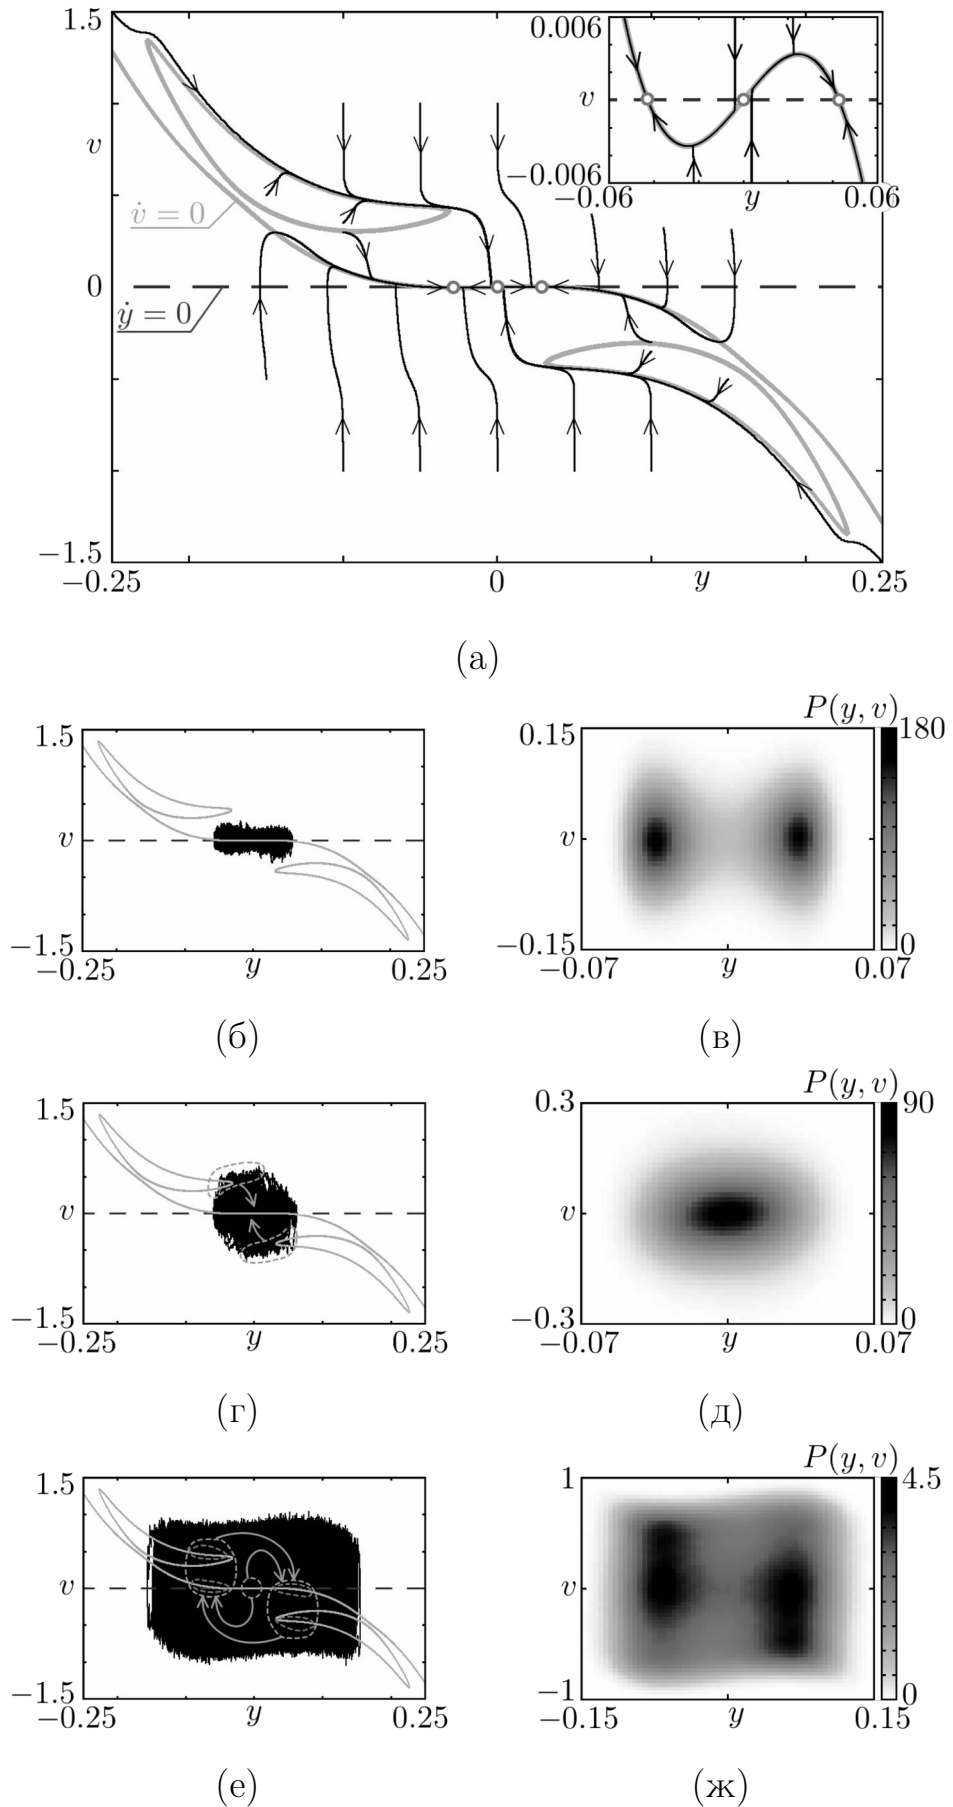 1.5
v
v̇ = 0
0
ẏ = 0
−1.5
−0.25
0
y
0.25
0.006
v
−0.006
−0.06
y
0.06
(а)
1.5
v
−1.5
−0.25
y
0.25
(б)
P(y, v)
0.15
180
v
−0.15
0
−0.07
y
0.07
(в)
1.5
v
−1.5
−0.25
y
0.25
(г)
P(y, v)
0.3
90
v
−0.3
0
−0.07
y
0.07
(д)
1.5
v
−1.5
−0.25
y
0.25
(е)
P(y, v)
1
4.5
v
−1
0
−0.15
y
0.15
(ж)